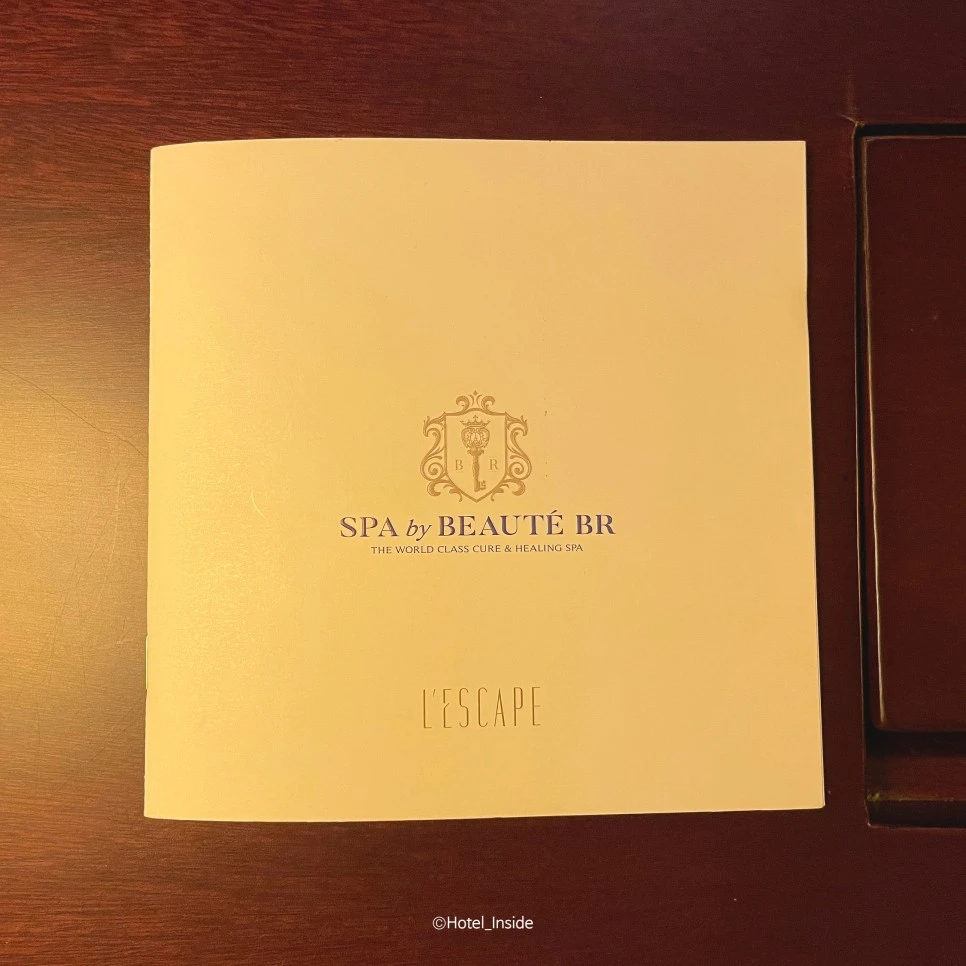 B R
SPA by BEAUTÉ BR
THE WORLD CLASS CURE & HEALING SPA
L'ESCAPE
©Hotel_Inside